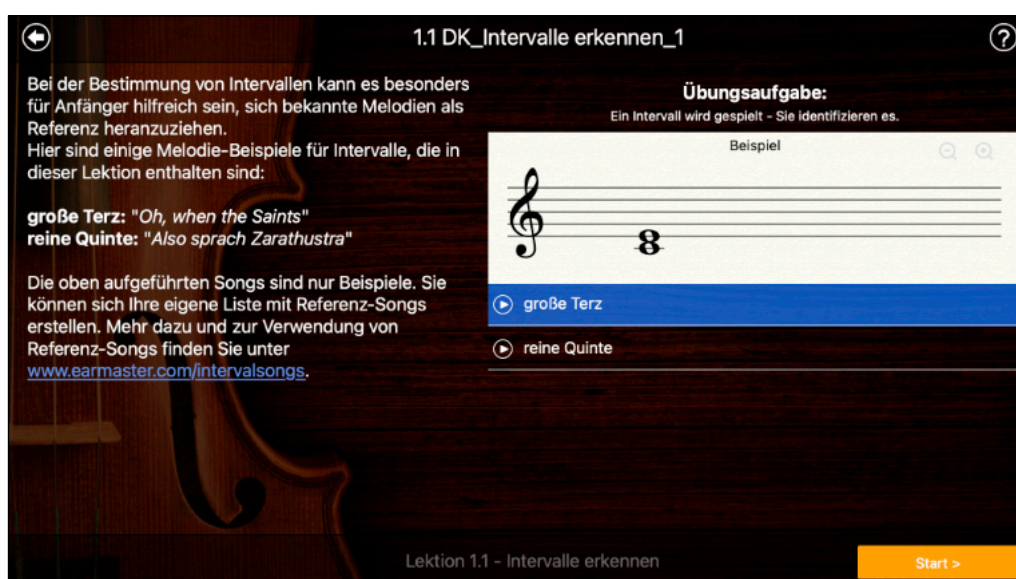 1.1 DK_Intervalle erkennen_1
?
Bei der Bestimmung von Intervallen kann es besonders
für Anfänger hilfreich sein, sich bekannte Melodien als
Referenz heranzuziehen.
Hier sind einige Melodie-Beispiele für Intervalle, die in
dieser Lektion enthalten sind:
große Terz: "Oh, when the Saints"
reine Quinte: "Also sprach Zarathustra"
Die oben aufgeführten Songs sind nur Beispiele. Sie
können sich Ihre eigene Liste mit Referenz-Songs
erstellen. Mehr dazu und zur Verwendung von
Referenz-Songs finden Sie unter
www.earmaster.com/intervalsongs.
Übungsaufgabe:
Ein Intervall wird gespielt - Sie identifizieren es.
Beispiel
große Terz
reine Quinte
Lektion 1.1 - Intervalle erkennen
Start >